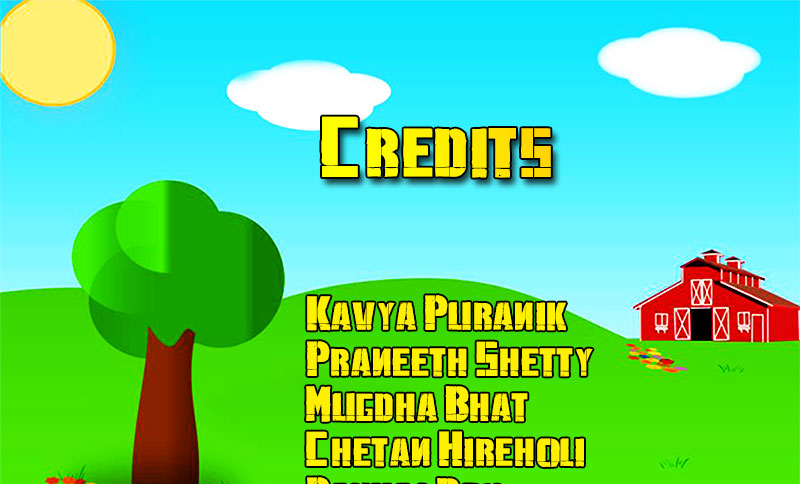 Credits
Kavya Puranik
Praneeth Shetty
Mugdha Bhat
Chetan Hireholi